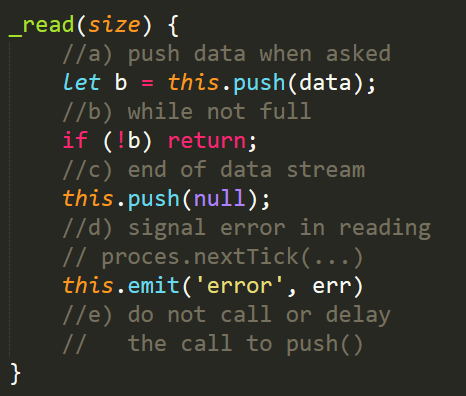 _read(size) {
//a) push data when asked
let b = this.push(data);
//b) while not full
if (!b) return;
//c) end of data stream
this.push(null);
//d) signal error in reading
// proces.nextTick(...)
this.emit('error', err)
//e) do not call or delay
//   the call to push()
}